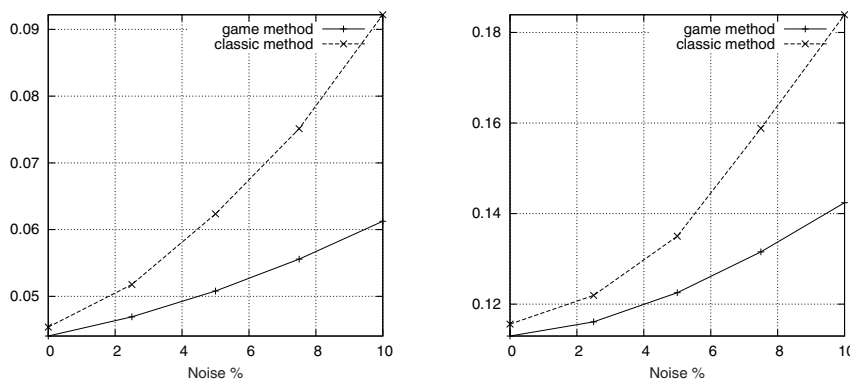 game method
classic method
0.09
0.08
0.07
0.06
0.05
0 2 4 6 8 10
Noise %
game method
classic method
0.18
0.16
0.14
0.12
0 2 4 6 8 10
Noise %